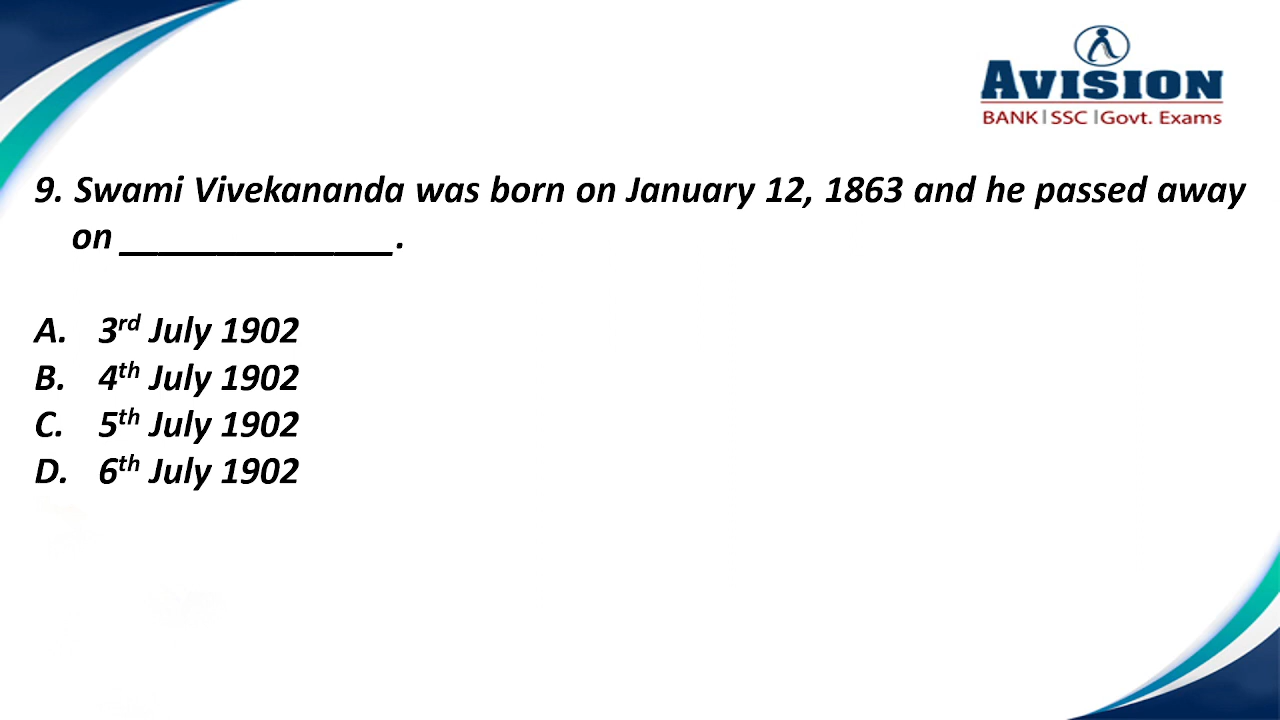 AVISION
BANK|SSC|Govt. Exams
9. Swami Vivekananda was born on January 12, 1863 and he passed away
on ______________.
A. 3rd July 1902
B. 4th July 1902
C. 5th July 1902
D. 6th July 1902